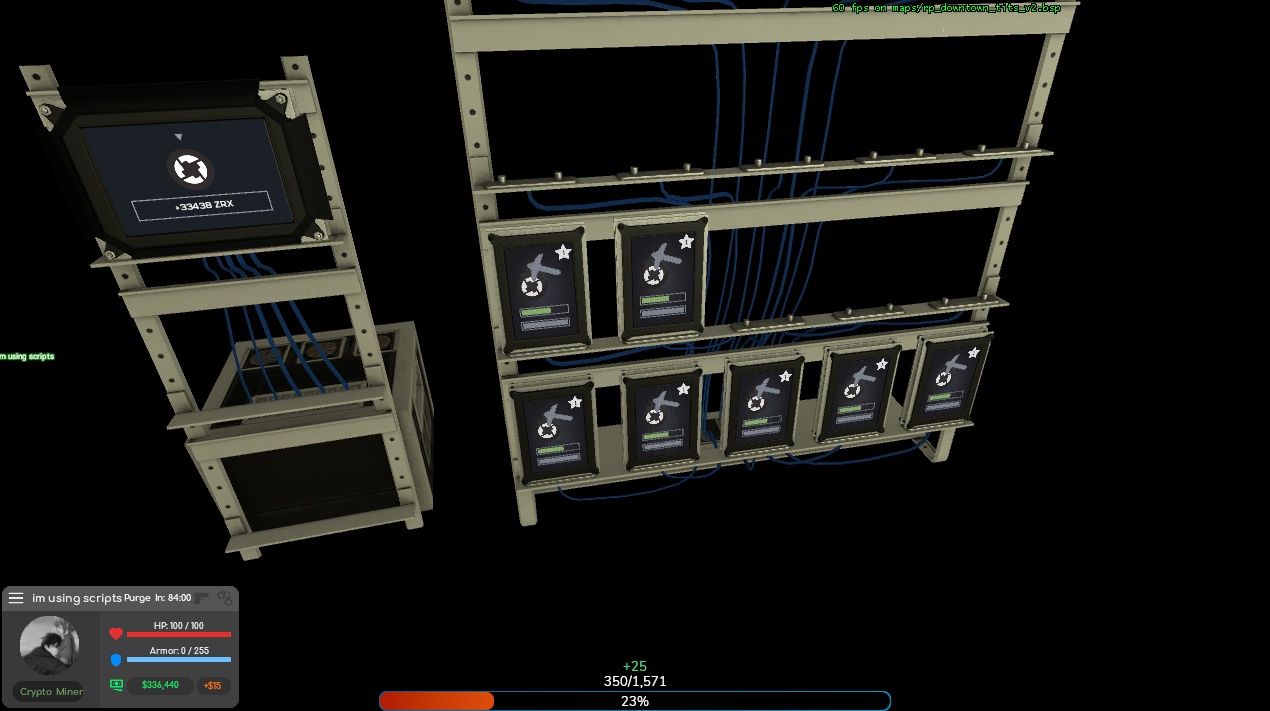 60 fps on maps/rp_downtown_tits_v2.bsp
+33438 ZRX
m using scripts
im using scripts Purge In: 84:00
HP: 100 / 100
Armor: 0 / 255
$336,440 +$15
Crypto Miner
+25
350/1,571
23%